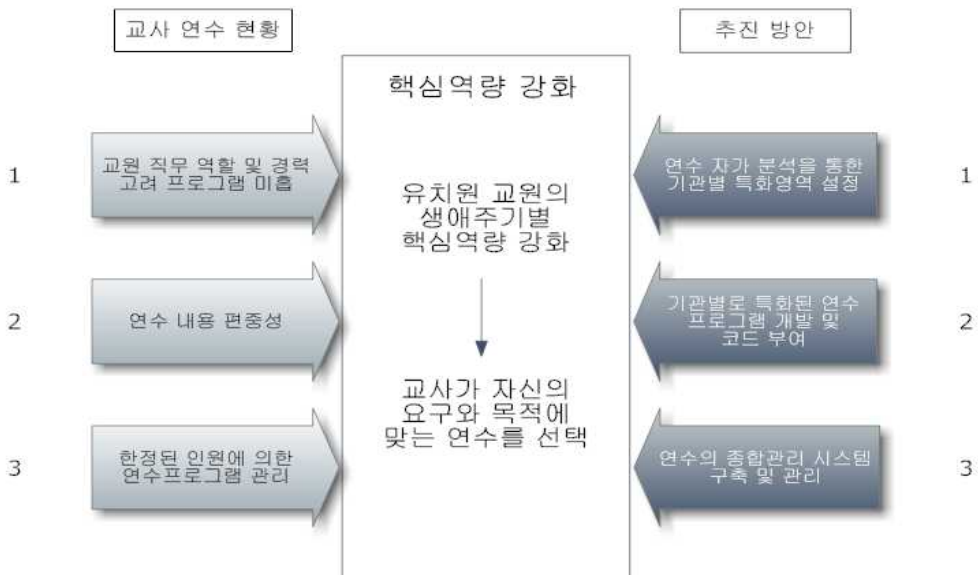 교사 연수 현황
추진 방안
핵심역량 강화
1
교원 직무 역할 및 경력
고려 프로그램 미흡
2
연수 내용 편중성
3
한정된 인원에 의한
연수프로그램 관리
유치원 교원의
생애주기별
핵심역량 강화
교사가 자신의
요구와 목적에
맞는 연수를 선택
연수 자가 분석을 통한
기관별 특화영역 설정
1
기관별로 특화된 연수
프로그램 개발 및
코드 부여
2
연수의 종합관리 시스템
구축 및 관리
3